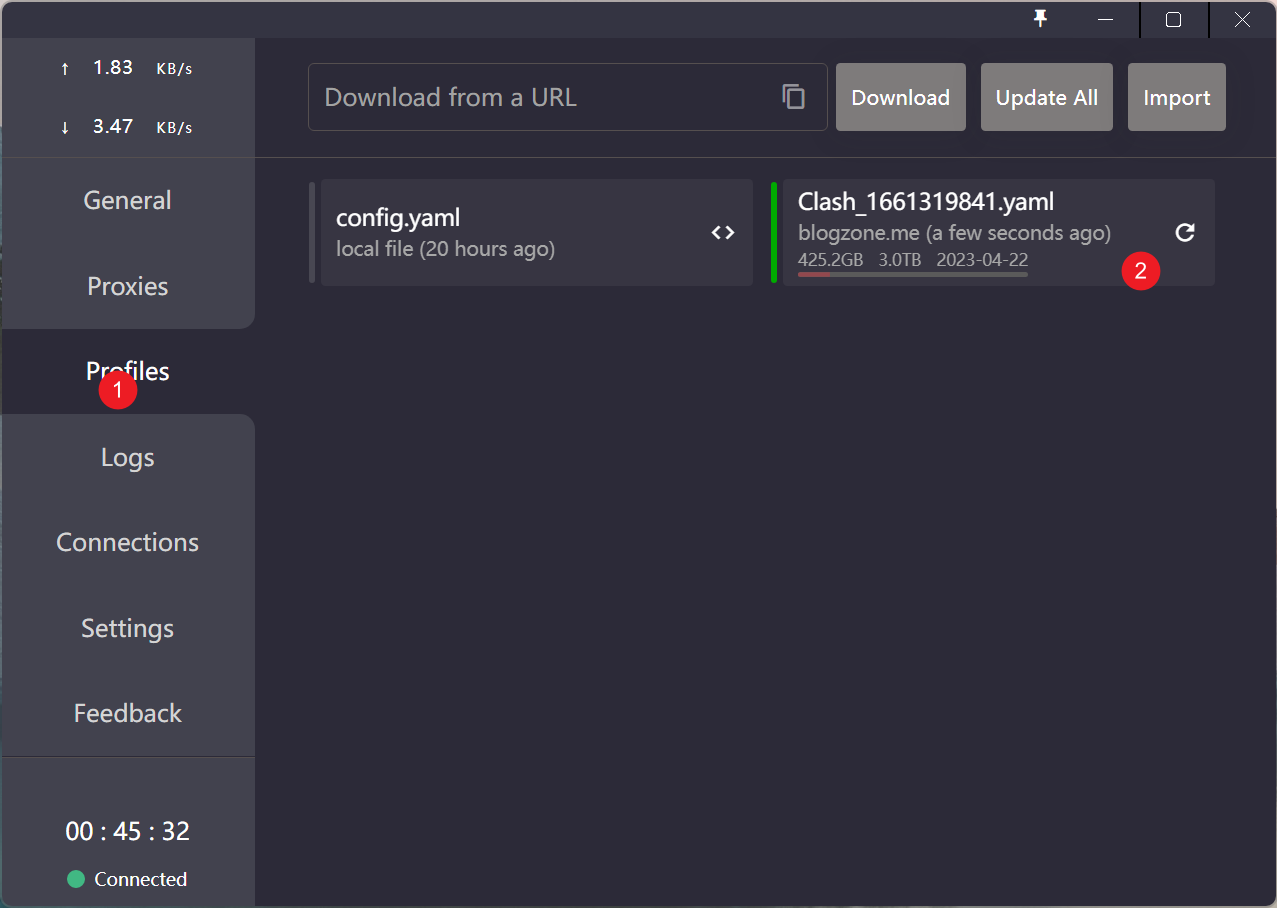 ↑ 1.83 KB/s
↓ 3.47 KB/s
General
Proxies
Profiles
1
Logs
Connections
Settings
Feedback
00 : 45 : 32
Connected
Download from a URL
Download
Update All
Import
config.yaml
local file (20 hours ago)
Clash_1661319841.yaml
blogzone.me (a few seconds ago)
425.2GB 3.0TB 2023-04-22
2